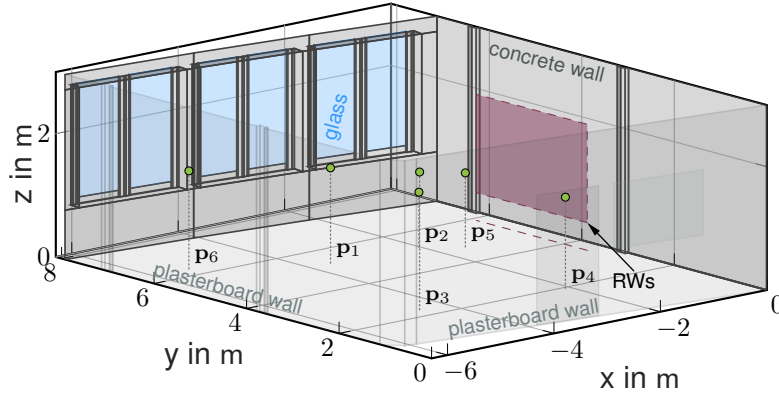 concrete wall
glass
z in m
2
0
8
6
4
2
0
y in m
p6
p1
p2
p5
p3
p4
RWs
plasterboard wall
plasterboard wall
−6
−4
−2
0
x in m